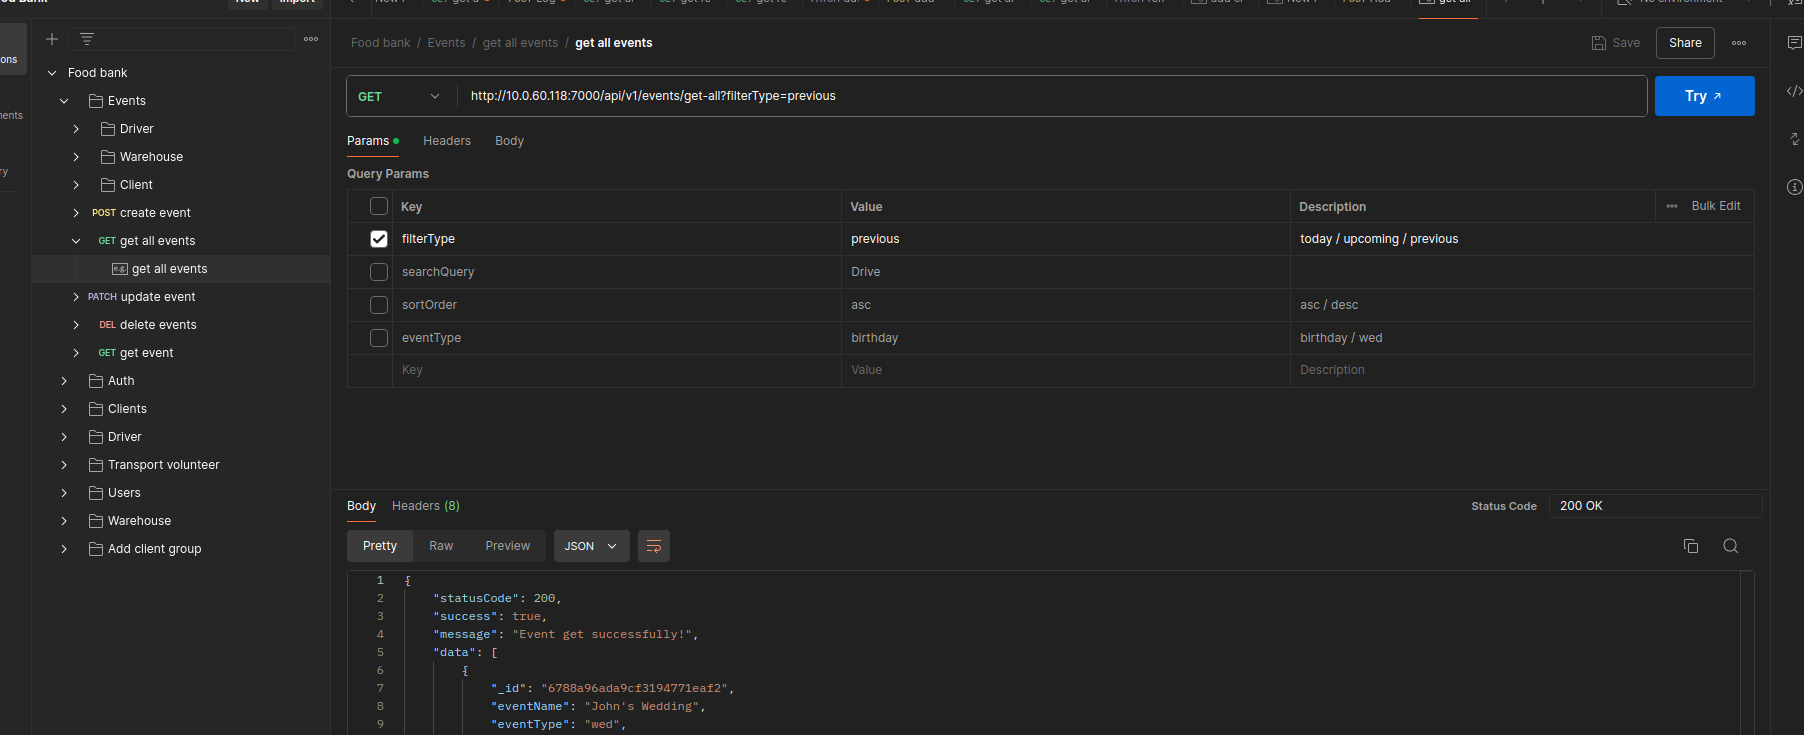 Food bank
Events
Driver
Warehouse
Client
POST create event
GET get all events
e.g. get all events
PATCH update event
DEL delete events
GET get event
Auth
Clients
Driver
Transport volunteer
Users
Warehouse
Add client group
Food bank / Events / get all events / get all events
Save
Share
GET
http://10.0.60.118:7000/api/v1/events/get-all?filterType=previous
Try
Params
Headers
Body
Query Params
Key Value Description Bulk Edit
filterType previous today / upcoming / previous
searchQuery Drive
sortOrder asc asc / desc
eventType birthday birthday / wed
Key Value Description
Body Headers (8)
Status Code 200 OK
Pretty Raw Preview JSON
1 {
2 "statusCode": 200,
3 "success": true,
4 "message": "Event get successfully!",
5 "data": [
6 {
7 "_id": "6788a96ada9cf3194771eaf2",
8 "eventName": "John's Wedding",
9 "eventType": "wed",